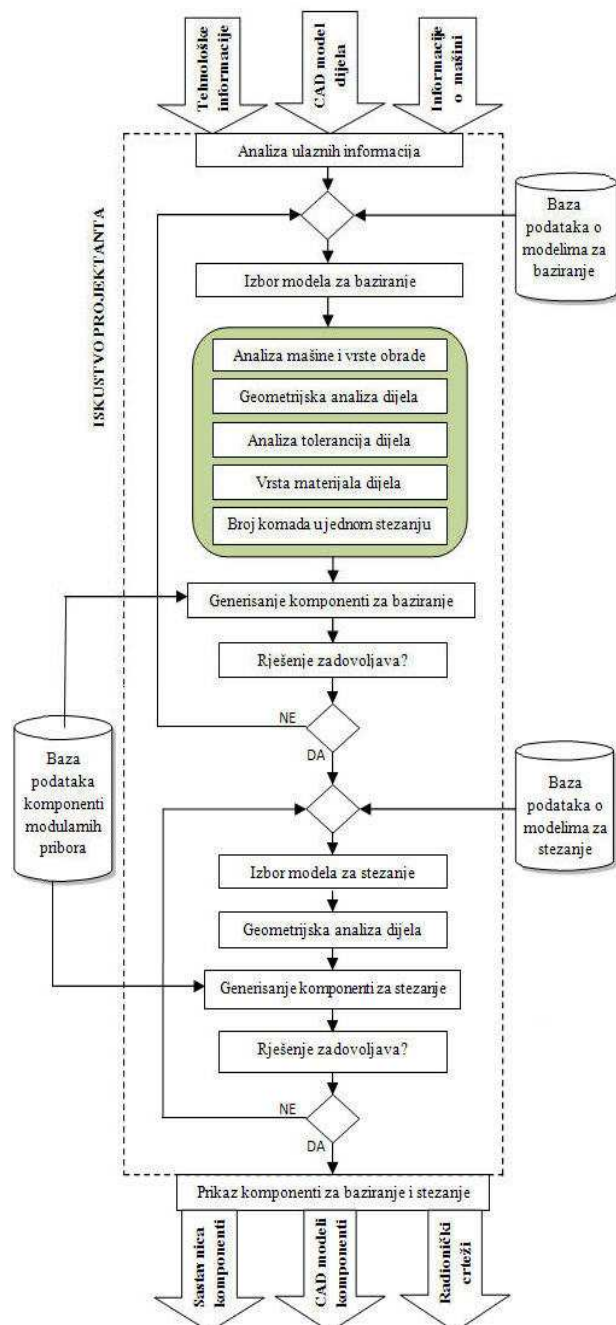 Tehnološke
informacije
CAD model
dijela
Informacije
o mašini
Analiza ulaznih informacija
Baza
podataka o
modelima za
baziranje
ISKUSTVO PROJEKTANTA
Izbor modela za baziranje
Analiza mašine i vrste obrade
Geometrijska analiza dijela
Analiza tolerancija dijela
Vrsta materijala dijela
Broj komada u jednom stezanju
Generisanje komponenti za baziranje
Rješenje zadovoljava?
NE
DA
Baza
podataka
komponenti
modularnih
pribora
Baza
podataka o
modelima za
stezanje
Izbor modela za stezanje
Geometrijska analiza dijela
Generisanje komponenti za stezanje
Rješenje zadovoljava?
NE
DA
Prikaz komponenti za baziranje i stezanje
Sastavnica
komponenti
CAD modeli
komponenti
Radionički
crteži